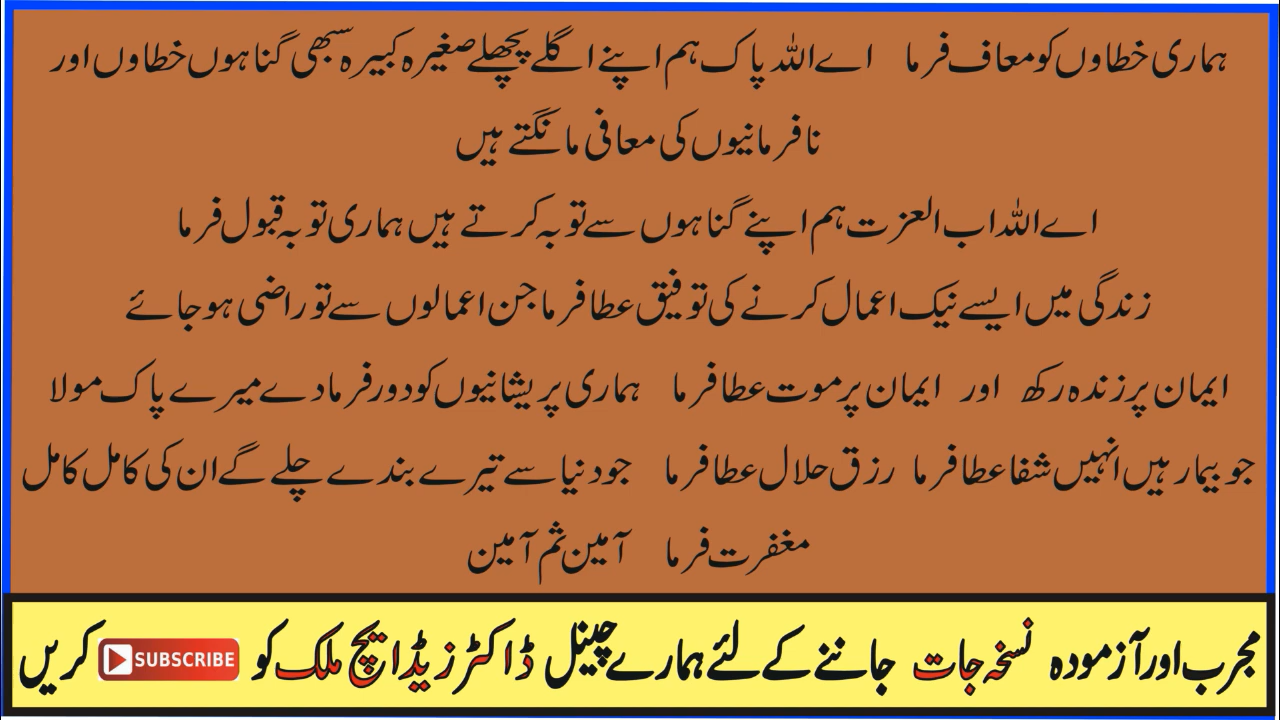 ہماری خطاوں کو معاف فرما اے اللہ پاک ہم اپنے اگلے پچھلے صغیرہ کبیرہ سبھی گناہوں خطاوں اور
نافرمانیوں کی معافی مانگتے ہیں
اے اللہ اب العزت ہم اپنے گناہوں سے توبہ کرتے ہیں ہماری توبہ قبول فرما
زندگی میں ایسے نیک اعمال کرنے کی توفیق عطا فرما جن اعمالوں سے تو راضی ہو جائے
ایمان پر زندہ رکھ اور ایمان پر موت عطا فرما ہماری پریشانیوں کو دور فرما دے میرے پاک مولا
جو بیمار ہیں انہیں شفا عطا فرما رزق حلال عطا فرما جو دنیا سے تیرے بندے چلے گے ان کی کامل کامل
مغفرت فرما آمین ثم آمین
مجرب اور آزمودہ نسخہ جات جاننے کے لئے ہمارے چینل ڈاکٹر زیڈ ایچ ملک کو SUBSCRIBE کریں